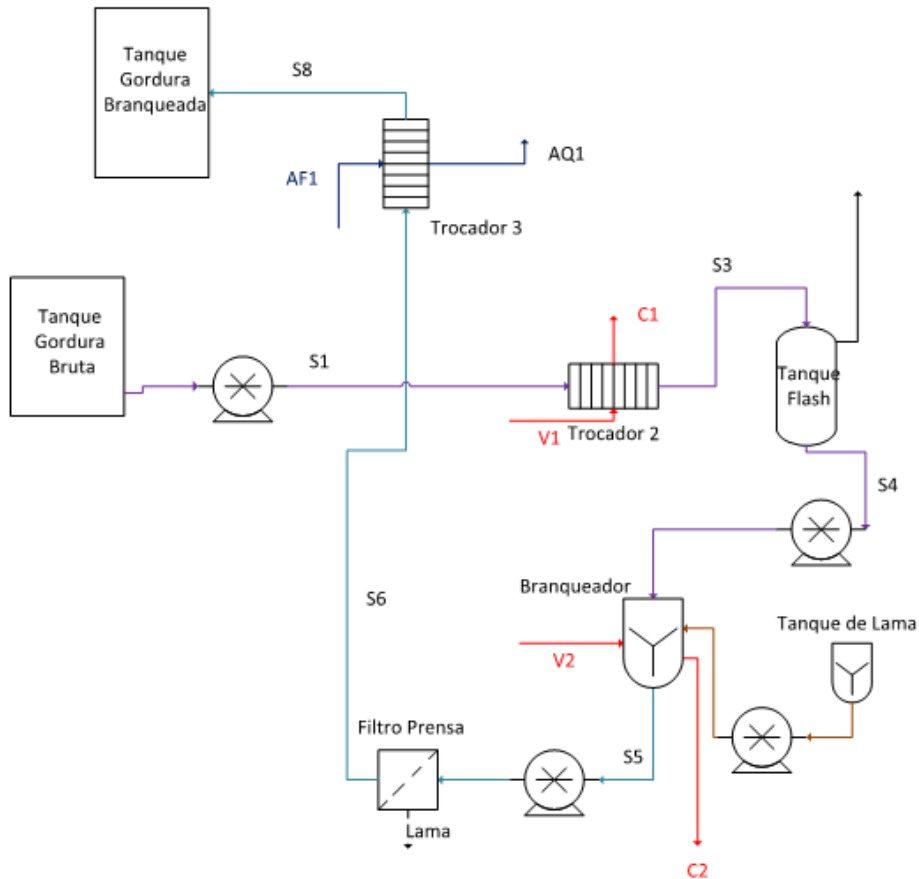 Tanque
Gordura
Branqueada
S8
AF1
AQ1
Trocador 3
S3
Tanque
Gordura
Bruta
S1
C1
V1
Trocador 2
Tanque
Flash
S4
Branqueador
S6
V2
Tanque de Lama
Filtro Prensa
S5
Lama
C2